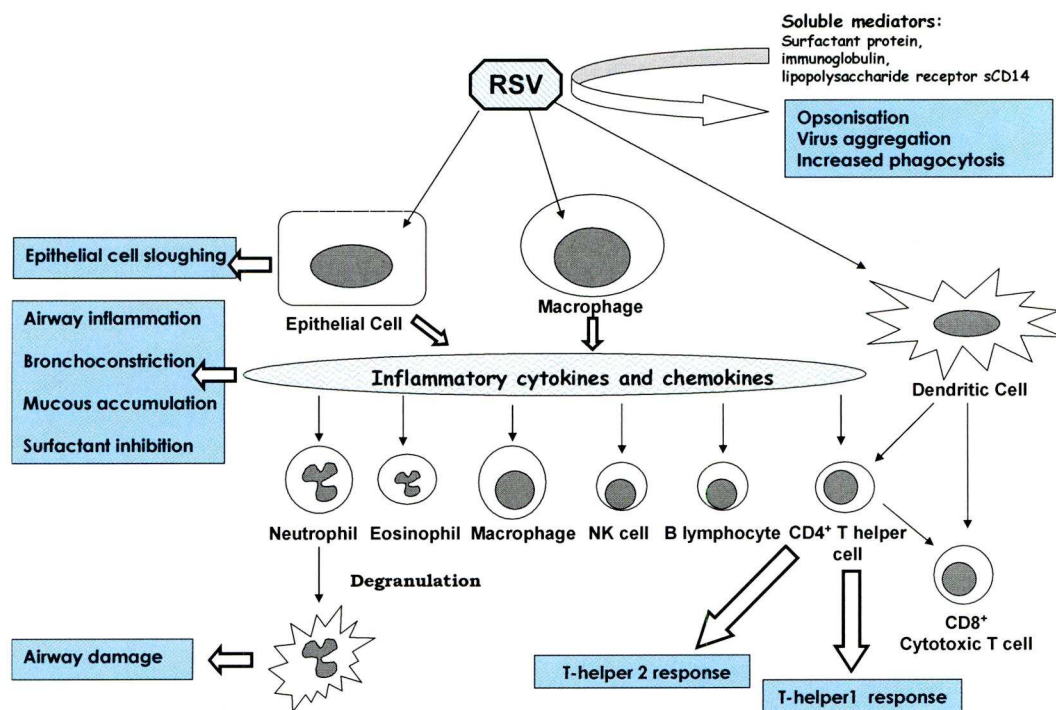 Soluble mediators:
Surfactant protein,
immunoglobulin,
lipopolysaccharide receptor sCD14
RSV
Opsonisation
Virus aggregation
Increased phagocytosis
Epithelial cell sloughing
Epithelial Cell
Macrophage
Airway inflammation
Bronchoconstriction
Mucous accumulation
Surfactant inhibition
Inflammatory cytokines and chemokines
Dendritic Cell
Neutrophil
Eosinophil
Macrophage
NK cell
B lymphocyte
CD4⁺ T helper
cell
Degranulation
CD8⁺
Cytotoxic T cell
Airway damage
T-helper 2 response
T-helper1 response